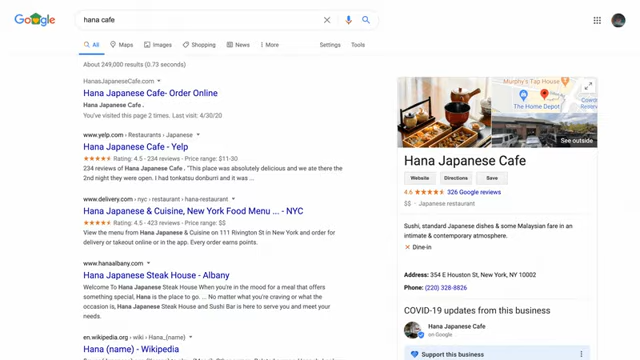 Google
hana cafe
All Maps Images Shopping News More Settings Tools
About 249,000 results (0.73 seconds)
HanasJapaneseCafe.com
Hana Japanese Cafe- Order Online
Hana Japanese Cafe .
You've visited this page 2 times. Last visit: 4/30/20
www.yelp.com › Restaurants › Japanese
Hana Japanese Cafe - Yelp
Rating: 4.5 - 234 reviews - Price range: $11-30
234 reviews of Hana Japanese Cafe . "This place was absolutely delicious and we ate there the
2nd night they were open. I had tonkatsu donburri and it was ...
www.delivery.com › nyc › restaurant › hana-restaurant
Hana Japanese & Cuisine, New York Food Menu ... - NYC
Rating: 4.5 - 423 reviews - Price range: $$
View the menu from Hana Japanese & Cuisine on 111 Rivington St in New York and order for
delivery or takeout online or in the app. Every order earns points.
www.hanaalbany.com
Hana Japanese Steak House - Albany
Welcome To Hana Japanese Steak House When you're in the mood for a meal that offers
something special, Hana is the place to go. ... No matter what you're craving or what the
occasion is, Hana Japanese Steak House and Sushi Bar is here to serve you and meet your
needs.
en.wikipedia.org › wiki › Hana_(name)
Hana (name) - Wikipedia
Murphy's Tap House
The Home Depot
See outside
Hana Japanese Cafe
Website Directions Save
4.6 326 Google reviews
$$ · Japanese restaurant
Sushi, standard Japanese dishes & some Malaysian fare in an
intimate & contemporary atmosphere.
Dine-in
Address: 354 E Houston St, New York, NY 10002
Phone: (220) 328-8826
COVID-19 updates from this business
Hana Japanese Cafe
on Google
Support this business